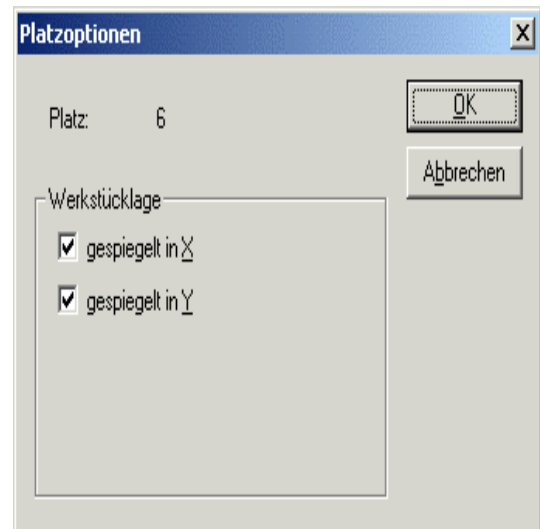 Platzoptionen
Platz: 6
OK
Abbrechen
Werkstücklage
gespiegelt in X
gespiegelt in Y